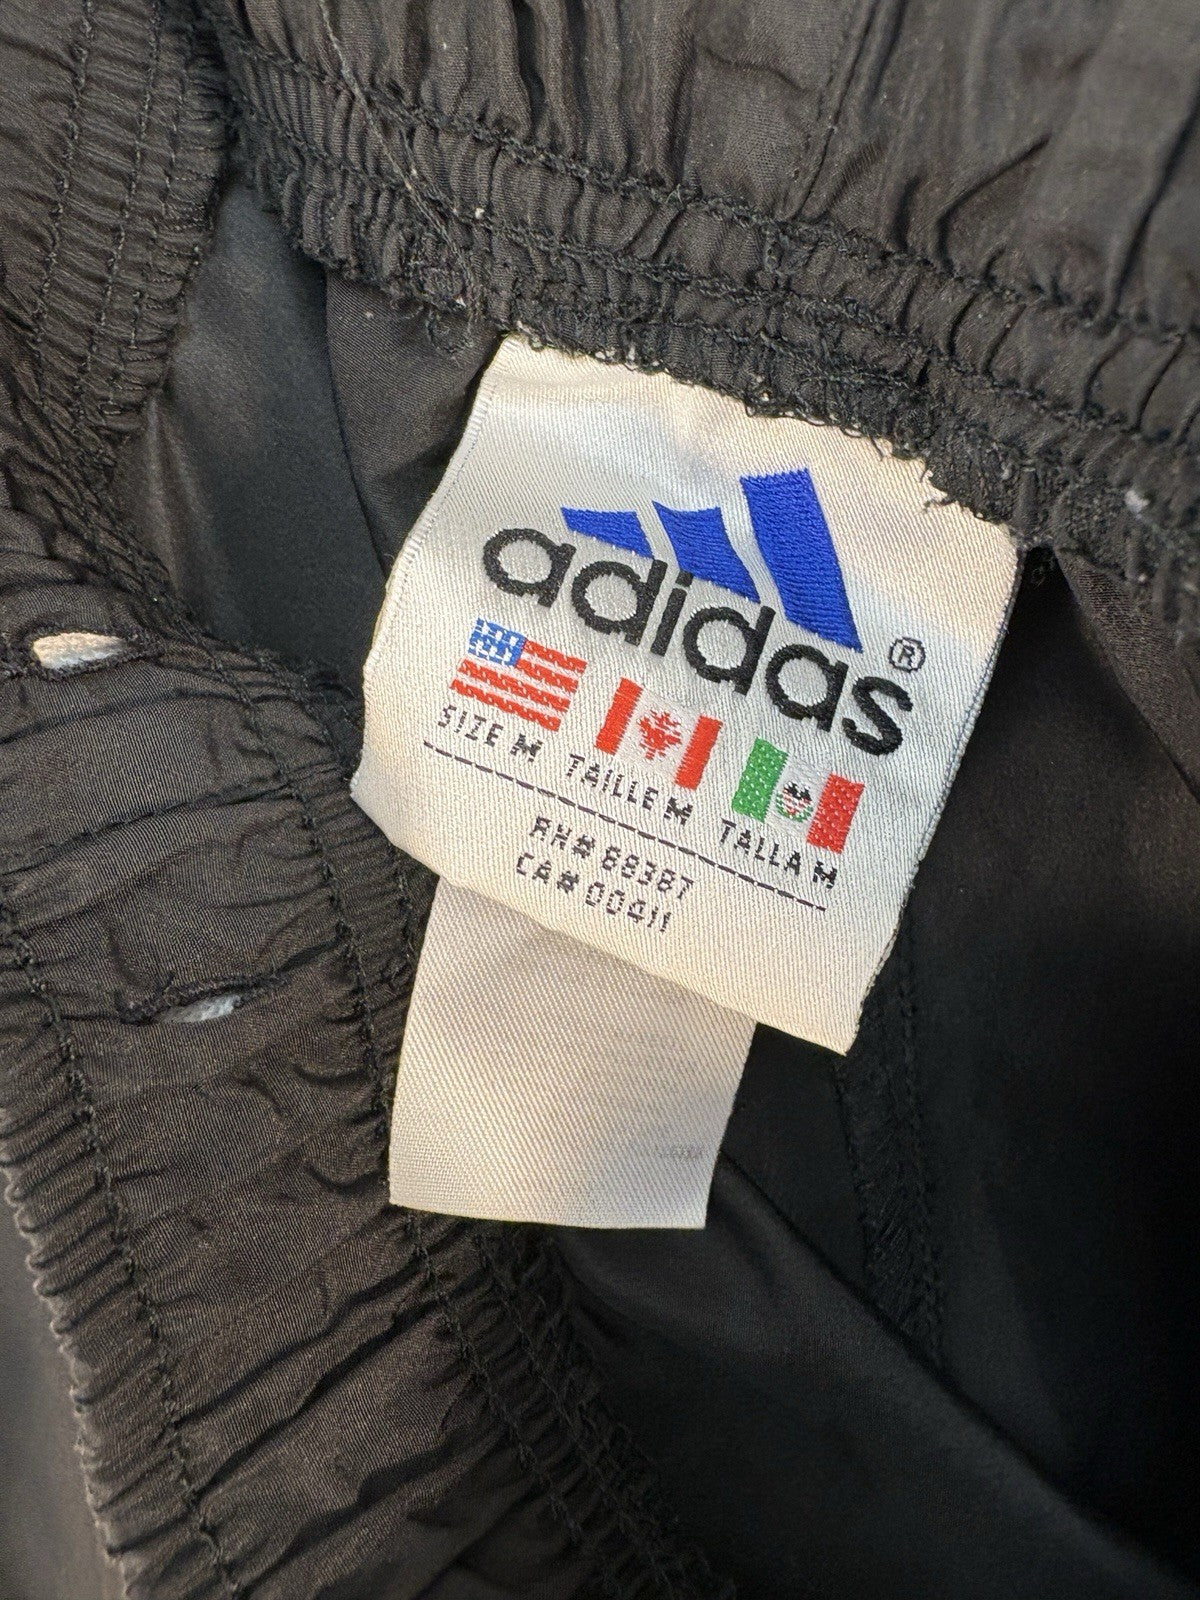 adidas®
SIZE M TAILLE M TALLA M
RN# 88387
CA# 00411